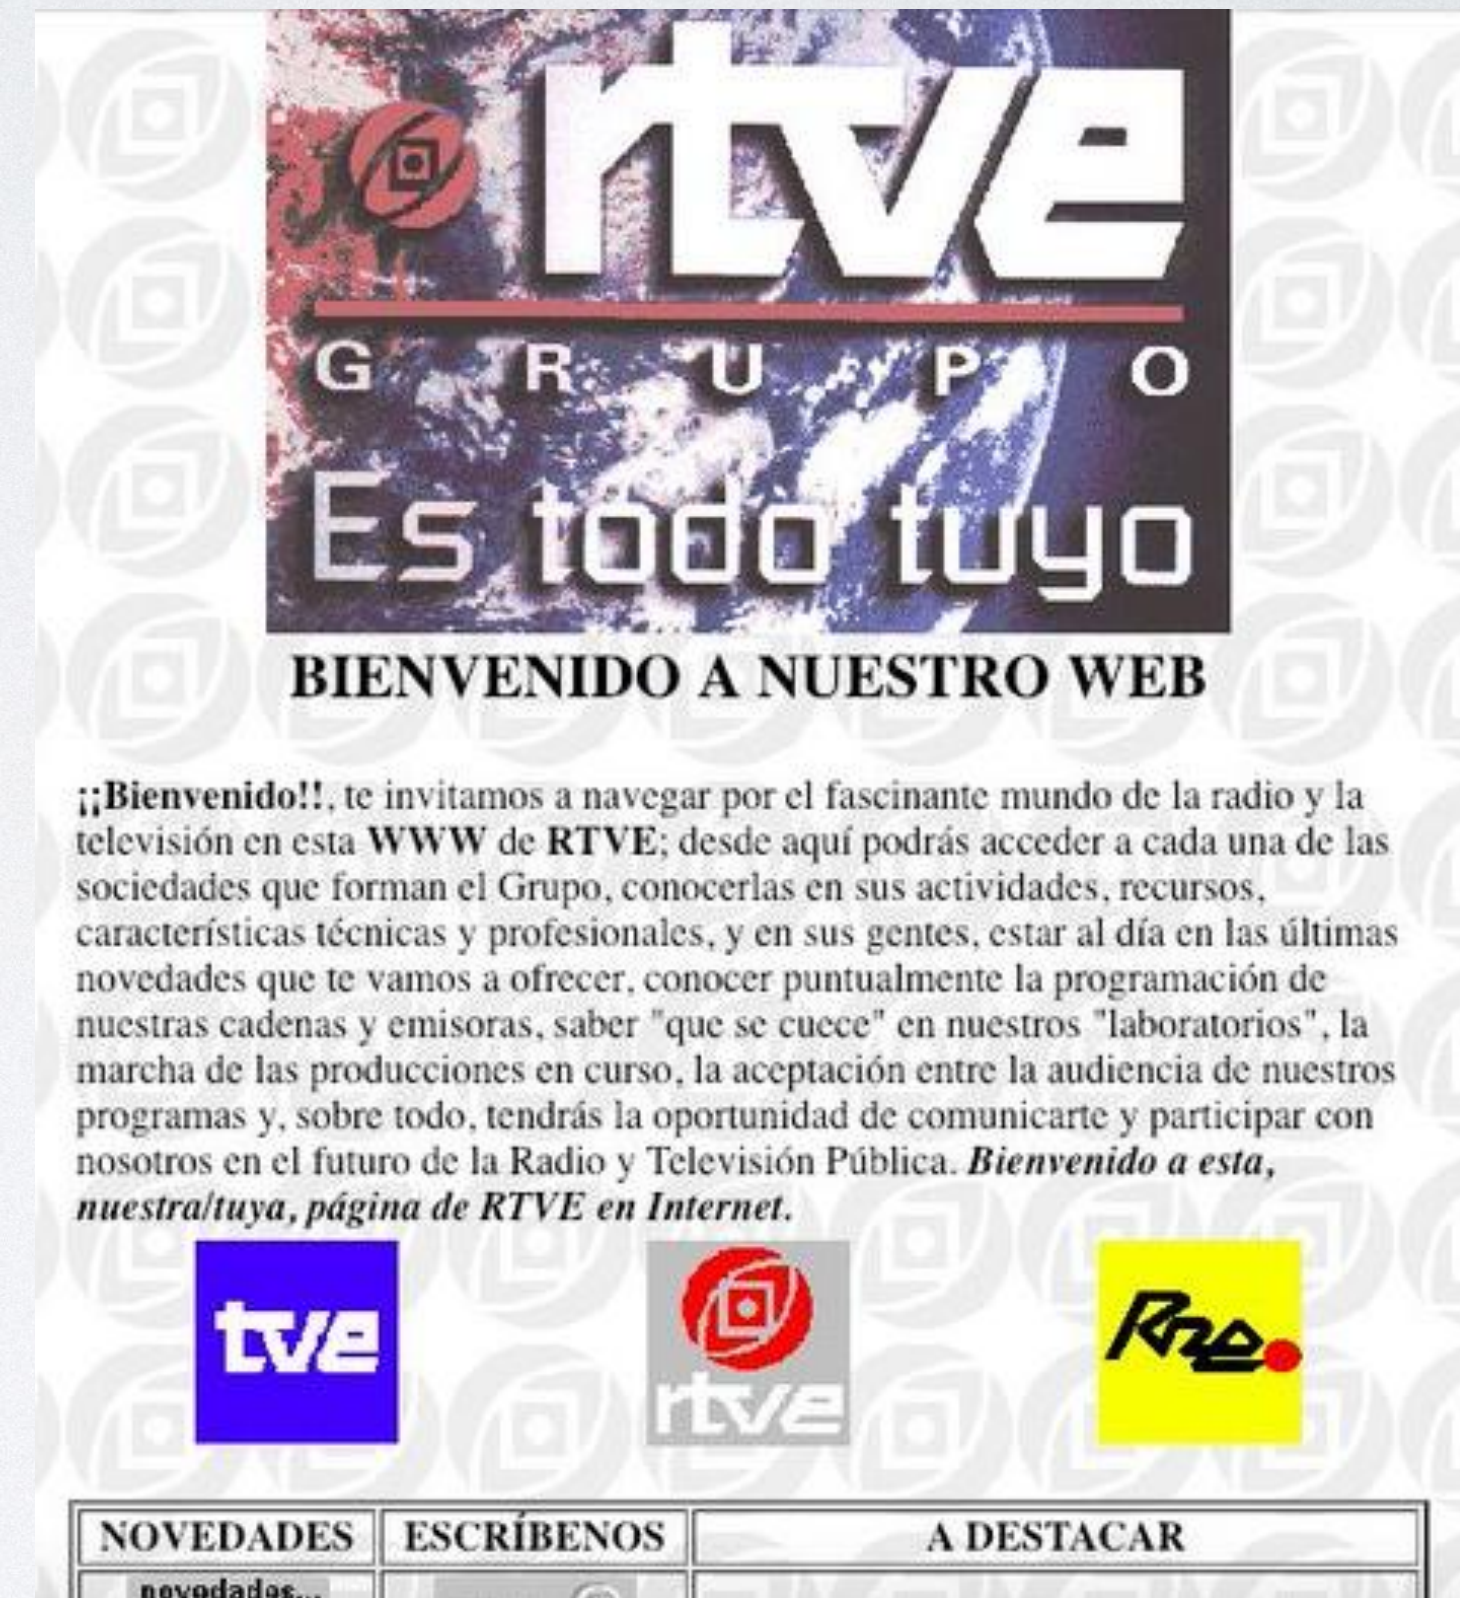 rtve
GRUPO
Es todo tuyo
BIENVENIDO A NUESTRO WEB
¡¡Bienvenido!!, te invitamos a navegar por el fascinante mundo de la radio y la
televisión en esta WWW de RTVE; desde aquí podrás acceder a cada una de las
sociedades que forman el Grupo, conocerlas en sus actividades, recursos,
características técnicas y profesionales, y en sus gentes, estar al día en las últimas
novedades que te vamos a ofrecer, conocer puntualmente la programación de
nuestras cadenas y emisoras, saber "que se cuece" en nuestros "laboratorios", la
marcha de las producciones en curso, la aceptación entre la audiencia de nuestros
programas y, sobre todo, tendrás la oportunidad de comunicarte y participar con
nosotros en el futuro de la Radio y Televisión Pública. Bienvenido a esta,
nuestra/tuya, página de RTVE en Internet.
tve
rtve
Rne
NOVEDADES ESCRÍBENOS A DESTACAR
novedades...